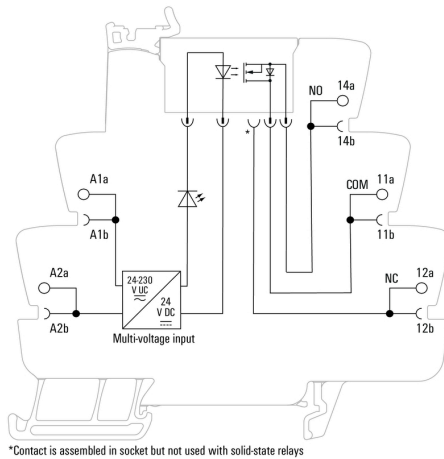 NO
14a
*
14b
A1a
COM
11a
A1b
11b
A2a
24-230
V UC
24
V DC
NC
12a
A2b
Multi-voltage input
12b
*Contact is assembled in socket but not used with solid-state relays